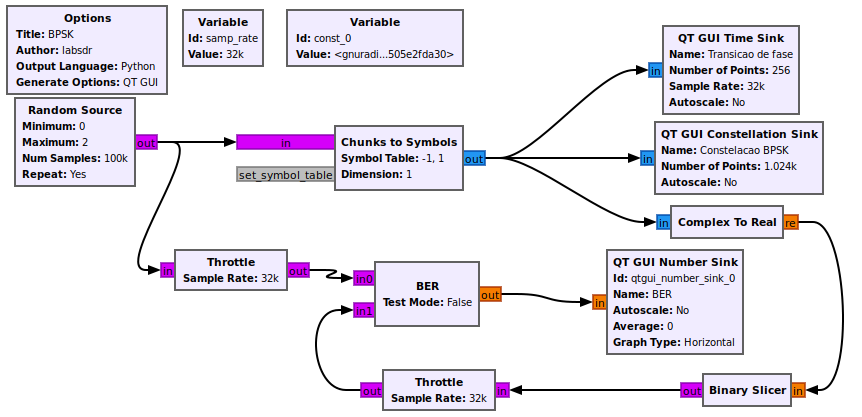 Options
Title: BPSK
Author: labsdr
Output Language: Python
Generate Options: QT GUI
Variable
Id: samp_rate
Value: 32k
Variable
Id: const_0
Value: <gnuradi...505e2fda30>
QT GUI Time Sink
Name: Transicao de fase
Number of Points: 256
Sample Rate: 32k
Autoscale: No
in
Random Source
Minimum: 0
Maximum: 2
Num Samples: 100k
Repeat: Yes
out
in
set_symbol_table
Chunks to Symbols
Symbol Table: -1, 1
Dimension: 1
out
in
QT GUI Constellation Sink
Name: Constelacao BPSK
Number of Points: 1.024k
Autoscale: No
in
Complex To Real
re
in
Throttle
Sample Rate: 32k
out
in0
in1
BER
Test Mode: False
out
in
QT GUI Number Sink
Id: qtgui_number_sink_0
Name: BER
Autoscale: No
Average: 0
Graph Type: Horizontal
out
Throttle
Sample Rate: 32k
in
out
Binary Slicer
in